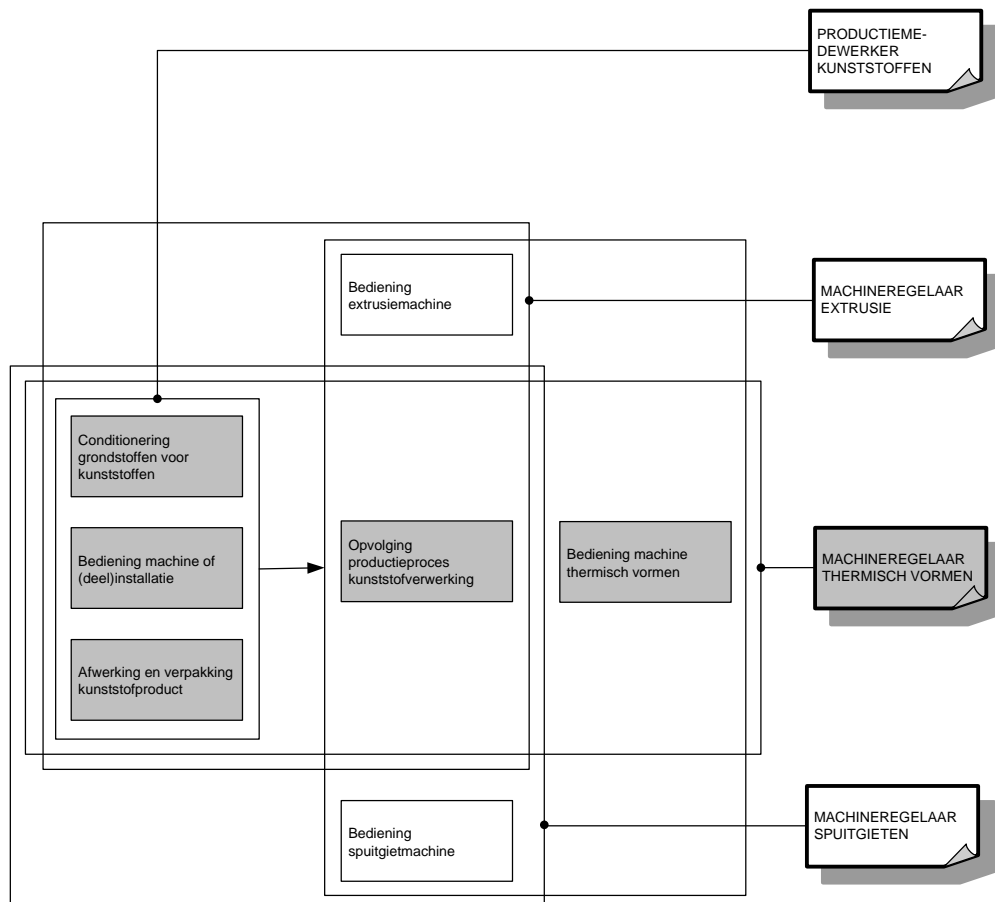 PRODUCTIEME-
DEWERKER
KUNSTSTOFFEN
Bediening
extrusiemachine
MACHINEREGELAAR
EXTRUSIE
Conditionering
grondstoffen voor
kunststoffen
Bediening machine of
(deel)installatie
Afwerking en verpakking
kunstofproduct
Opvolging
productieproces
kunststofverwerking
Bediening machine
thermisch vormen
MACHINEREGELAAR
THERMISCH VORMEN
Bediening
spuitgietmachine
MACHINEREGELAAR
SPUITGIETEN